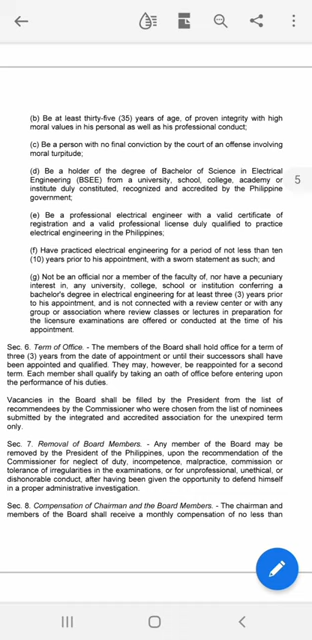 (b) Be at least thirty-five (35) years of age, of proven integrity with high
moral values in his personal as well as his professional conduct;
(c) Be a person with no final conviction by the court of an offense involving
moral turpitude;
(d) Be a holder of the degree of Bachelor of Science in Electrical
Engineering (BSEE) from a university, school, college, academy or
institute duly constituted, recognized and accredited by the Philippine
government;
5
(e) Be a professional electrical engineer with a valid certificate of
registration and a valid professional license duly qualified to practice
electrical engineering in the Philippines;
(f) Have practiced electrical engineering for a period of not less than ten
(10) years prior to his appointment, with a sworn statement as such; and
(g) Not be an official nor a member of the faculty of, nor have a pecuniary
interest in, any university, college, school or institution conferring a
bachelor's degree in electrical engineering for at least three (3) years prior
to his appointment, and is not connected with a review center or with any
group or association where review classes or lectures in preparation for
the licensure examinations are offered or conducted at the time of his
appointment.
Sec. 6. Term of Office. - The members of the Board shall hold office for a term of
three (3) years from the date of appointment or until their successors shall have
been appointed and qualified. They may, however, be reappointed for a second
term. Each member shall qualify by taking an oath of office before entering upon
the performance of his duties.
Vacancies in the Board shall be filled by the President from the list of
recommendees by the Commissioner who were chosen from the list of nominees
submitted by the integrated and accredited association for the unexpired term
only.
Sec. 7. Removal of Board Members. - Any member of the Board may be
removed by the President of the Philippines, upon the recommendation of the
Commissioner for neglect of duty, incompetence, malpractice, commission or
tolerance of irregularities in the examinations, or for unprofessional, unethical, or
dishonorable conduct, after having been given the opportunity to defend himself
in a proper administrative investigation.
Sec. 8. Compensation of Chairman and the Board Members. - The chairman and
members of the Board shall receive a monthly compensation of no less than